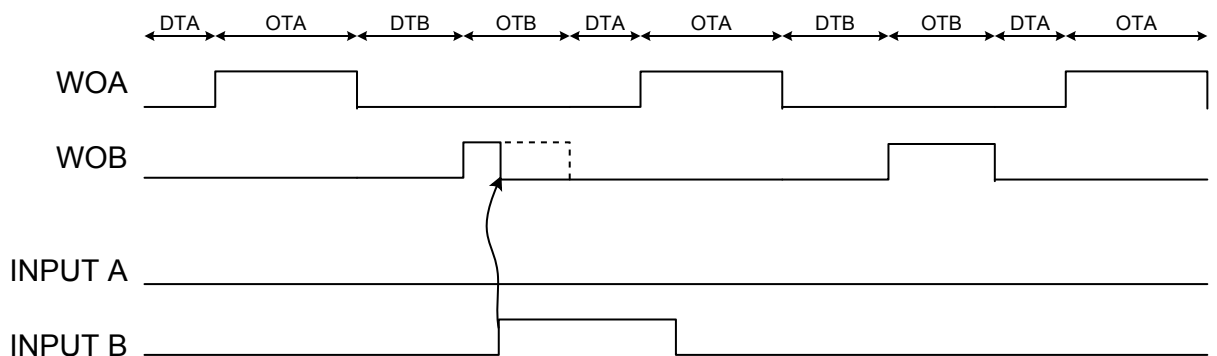 DTA OTA DTB OTB DTA OTA DTB OTB DTA OTA
WOA
WOB
INPUT A
INPUT B